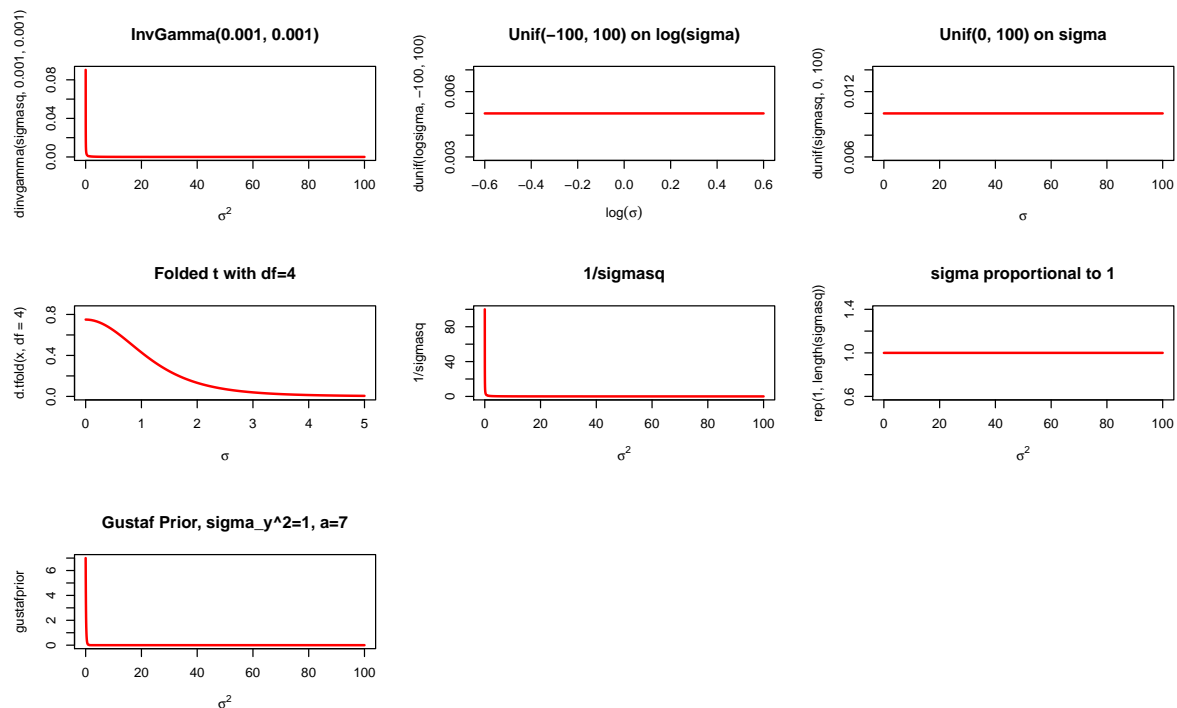 InvGamma(0.001, 0.001)
dinvgamma(sigmasq, 0.001, 0.001)
0.00 0.04 0.08
0 20 40 60 80 100
σ²
Unif(−100, 100) on log(sigma)
dunif(logsigma, −100, 100)
0.003 0.006
−0.6 −0.4 −0.2 0.0 0.2 0.4 0.6
log(σ)
Unif(0, 100) on sigma
dunif(sigmasq, 0, 100)
0.006 0.012
0 20 40 60 80 100
σ
Folded t with df=4
d.tfold(x, df = 4)
0.0 0.4 0.8
0 1 2 3 4 5
σ
1/sigmasq
1/sigmasq
0 40 80
0 20 40 60 80 100
σ²
sigma proportional to 1
rep(1, length(sigmasq))
0.6 1.0 1.4
0 20 40 60 80 100
σ²
Gustaf Prior, sigma_y^2=1, a=7
gustafprior
0 2 4 6
0 20 40 60 80 100
σ²